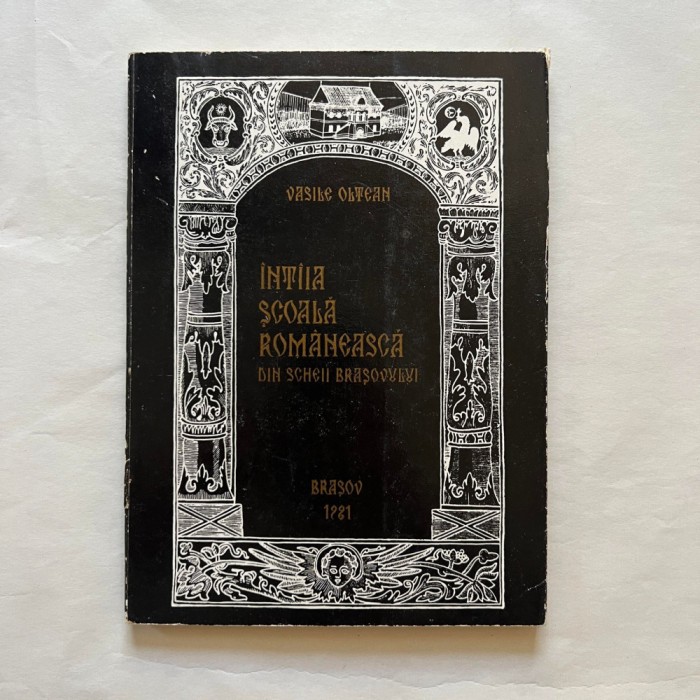 VASILE OLTEAN
ÎNTÎIA
ȘCOALĂ
ROMÂNEASCĂ
DIN SCHEII BRAȘOVULUI
BRAȘOV
1981